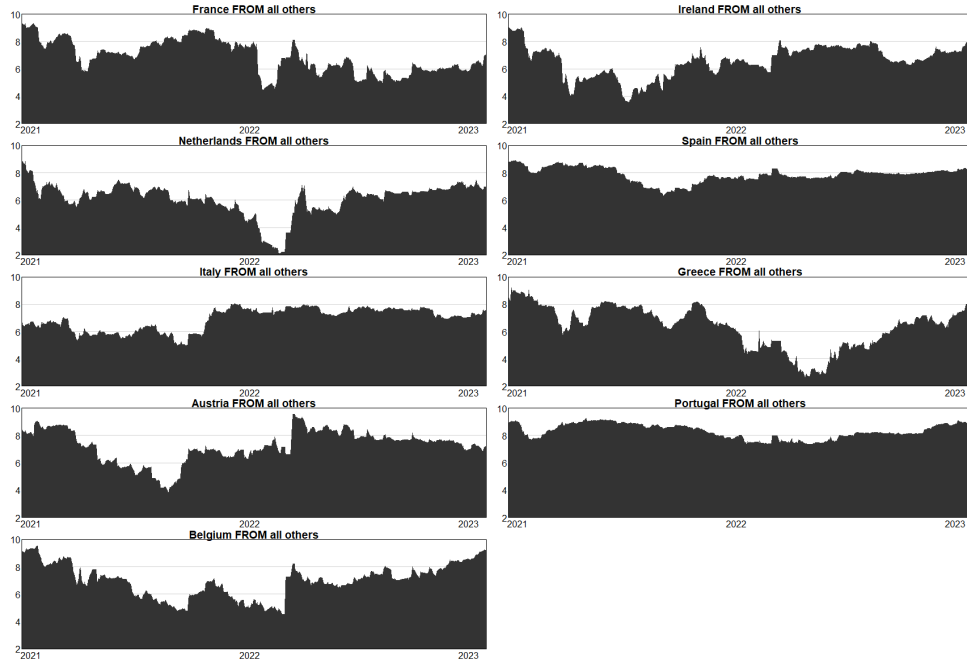 France FROM all others
10
8
6
4
2
2021 2022 2023
Ireland FROM all others
10
8
6
4
2
2021 2022 2023
Netherlands FROM all others
10
8
6
4
2
2021 2022 2023
Spain FROM all others
10
8
6
4
2
2021 2022 2023
Italy FROM all others
10
8
6
4
2
2021 2022 2023
Greece FROM all others
10
8
6
4
2
2021 2022 2023
Austria FROM all others
10
8
6
4
2
2021 2022 2023
Portugal FROM all others
10
8
6
4
2
2021 2022 2023
Belgium FROM all others
10
8
6
4
2
2021 2022 2023